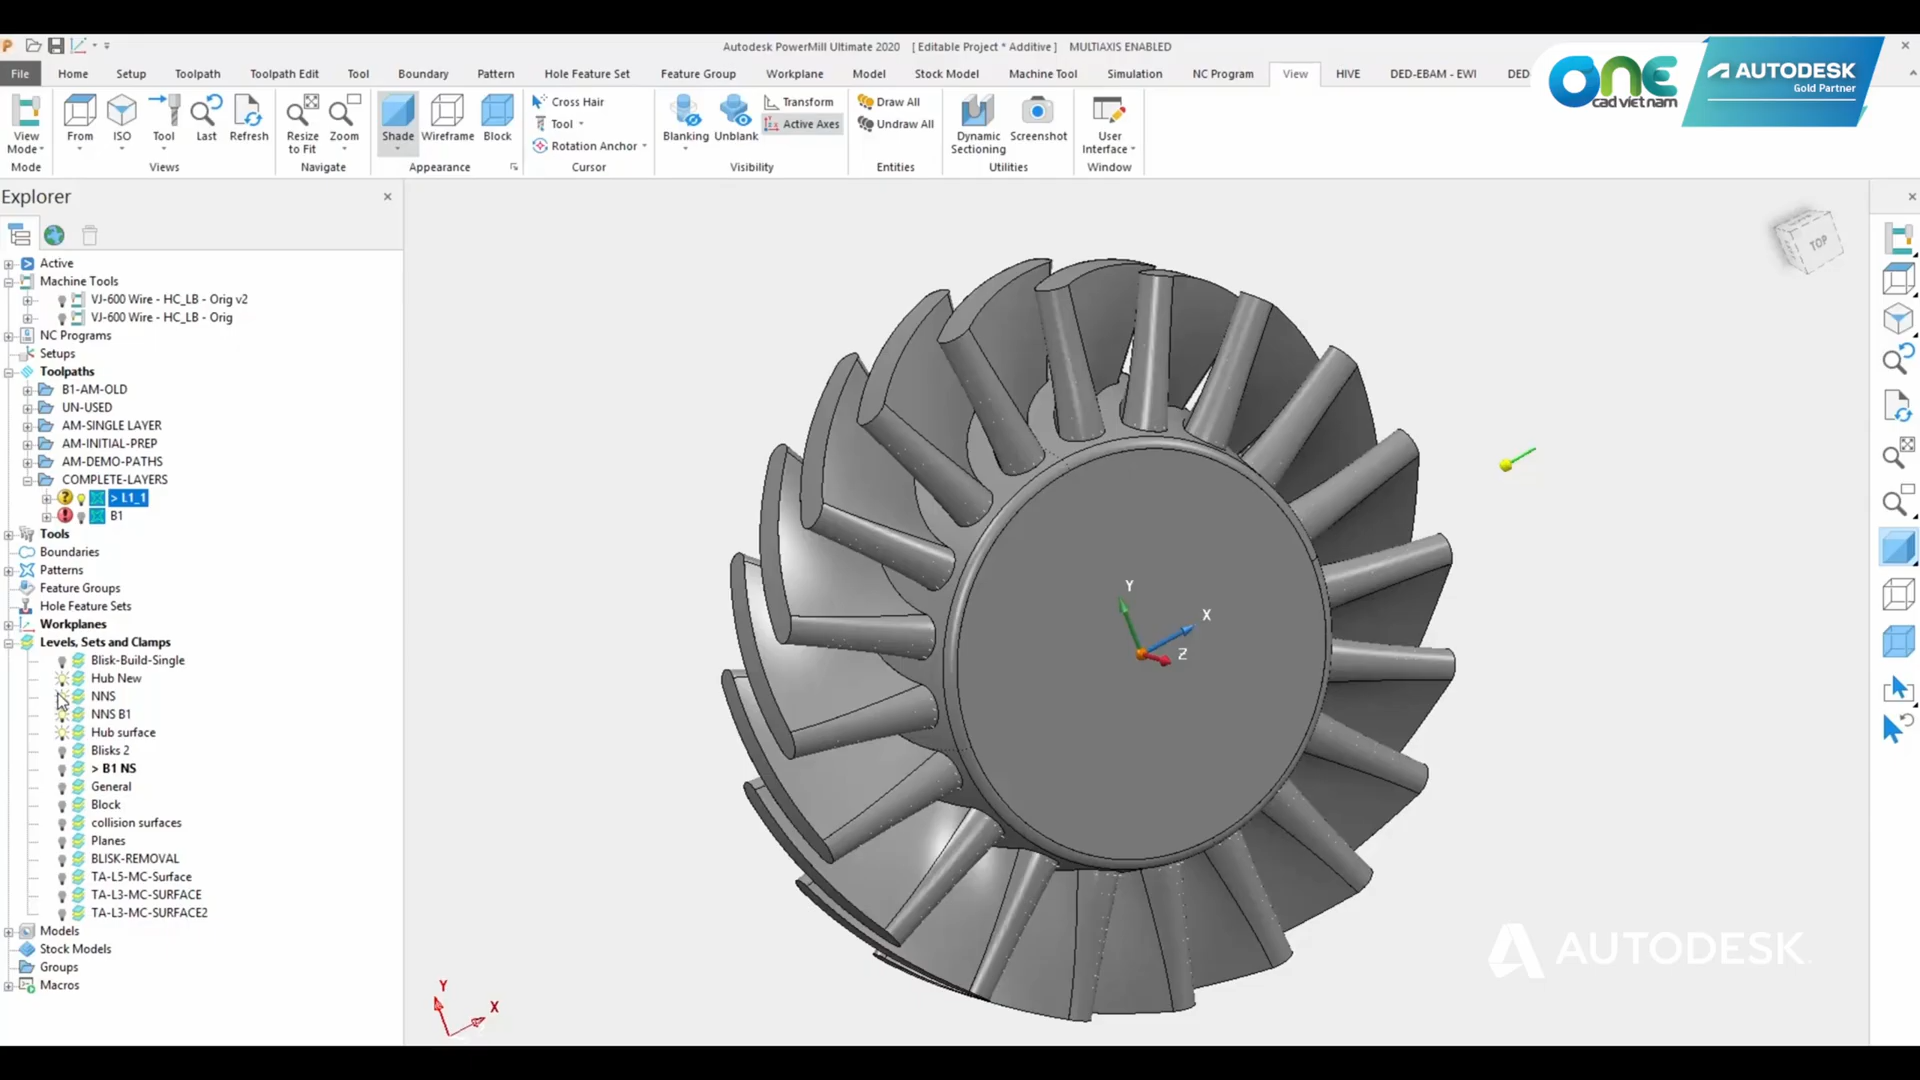 Autodesk PowerMill Ultimate 2020 [ Editable Project * Additive ] MULTIAXIS ENABLED
File Home Setup Toolpath Toolpath Edit Tool Boundary Pattern Hole Feature Set Feature Group Workplane Model Stock Model Machine Tool Simulation NC Program View HIVE DED-EBAM - EWI DED
ONE
cad viet nam
AUTODESK
Gold Partner
View Mode
From
ISO
Tool
Last
Refresh
Resize to Fit
Zoom
Shade
Wireframe
Block
Cross Hair
Tool
Rotation Anchor
Blanking
Unblank
Transform
Active Axes
Draw All
Undraw All
Dynamic Sectioning
Screenshot
User Interface
Mode Views Navigate Appearance Cursor Visibility Entities Utilities Window
Explorer
Active
Machine Tools
VJ-600 Wire - HC_LB - Orig v2
VJ-600 Wire - HC_LB - Orig
NC Programs
Setups
Toolpaths
B1-AM-OLD
UN-USED
AM-SINGLE LAYER
AM-INITIAL-PREP
AM-DEMO-PATHS
COMPLETE-LAYERS
> L1_1
B1
Tools
Boundaries
Patterns
Feature Groups
Hole Feature Sets
Workplanes
Levels, Sets and Clamps
Blisk-Build-Single
Hub New
NNS
NNS B1
Hub surface
Blisks 2
> B1 NS
General
Block
collision surfaces
Planes
BLISK-REMOVAL
TA-L5-MC-Surface
TA-L3-MC-SURFACE
TA-L3-MC-SURFACE2
Models
Stock Models
Groups
Macros
TOP
Y
X
Z
Y
X
AUTODESK